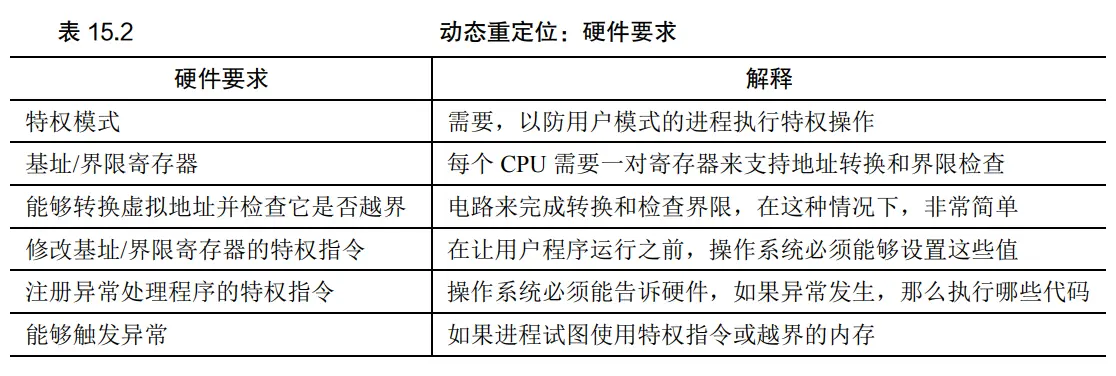 表 15.2 动态重定位：硬件要求
硬件要求 解释
特权模式 需要，以防用户模式的进程执行特权操作
基址/界限寄存器 每个 CPU 需要一对寄存器来支持地址转换和界限检查
能够转换虚拟地址并检查它是否越界 电路来完成转换和检查界限，在这种情况下，非常简单
修改基址/界限寄存器的特权指令 在让用户程序运行之前，操作系统必须能够设置这些值
注册异常处理程序的特权指令 操作系统必须能告诉硬件，如果异常发生，那么执行哪些代码
能够触发异常 如果进程试图使用特权指令或越界的内存